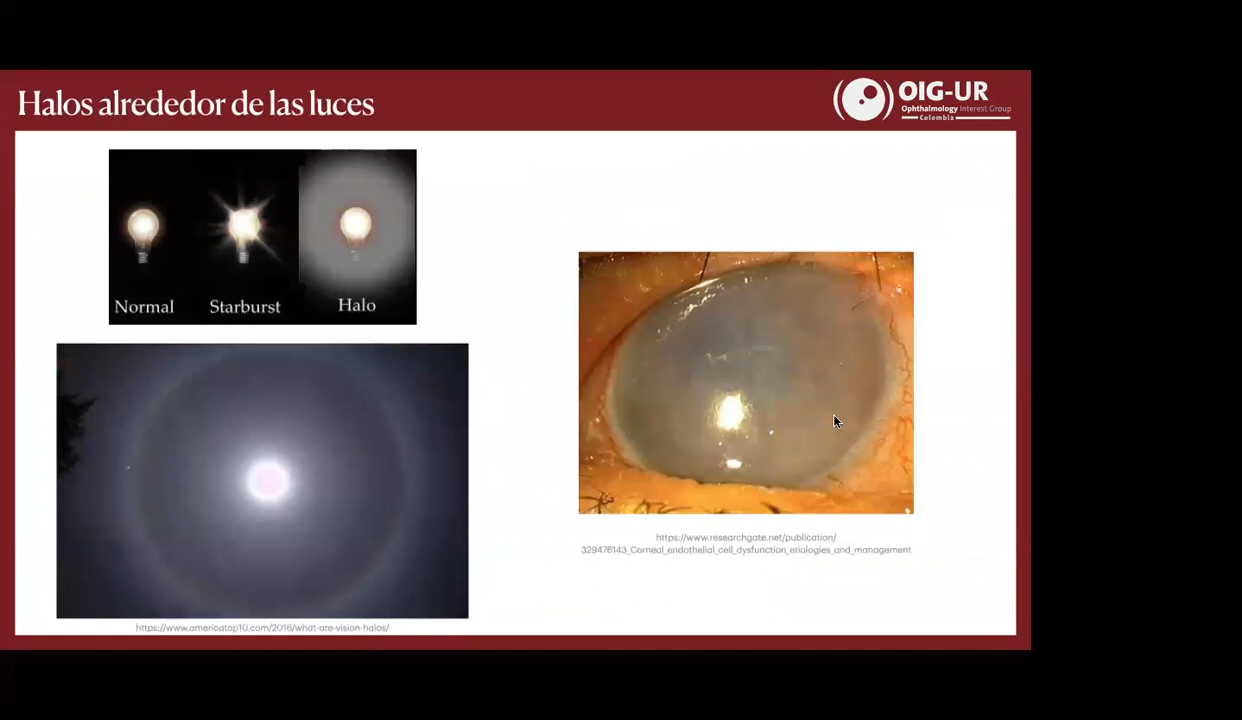 Halos alrededor de las luces
OIG-UR
Ophthalmology Interest Group
Colombia
Normal Starburst Halo
https://www.researchgate.net/publication/
329476143_Corneal_endothelial_cell_dysfunction_etiologies_and_management
https://www.americatop10.com/2016/what-are-vision-halos/